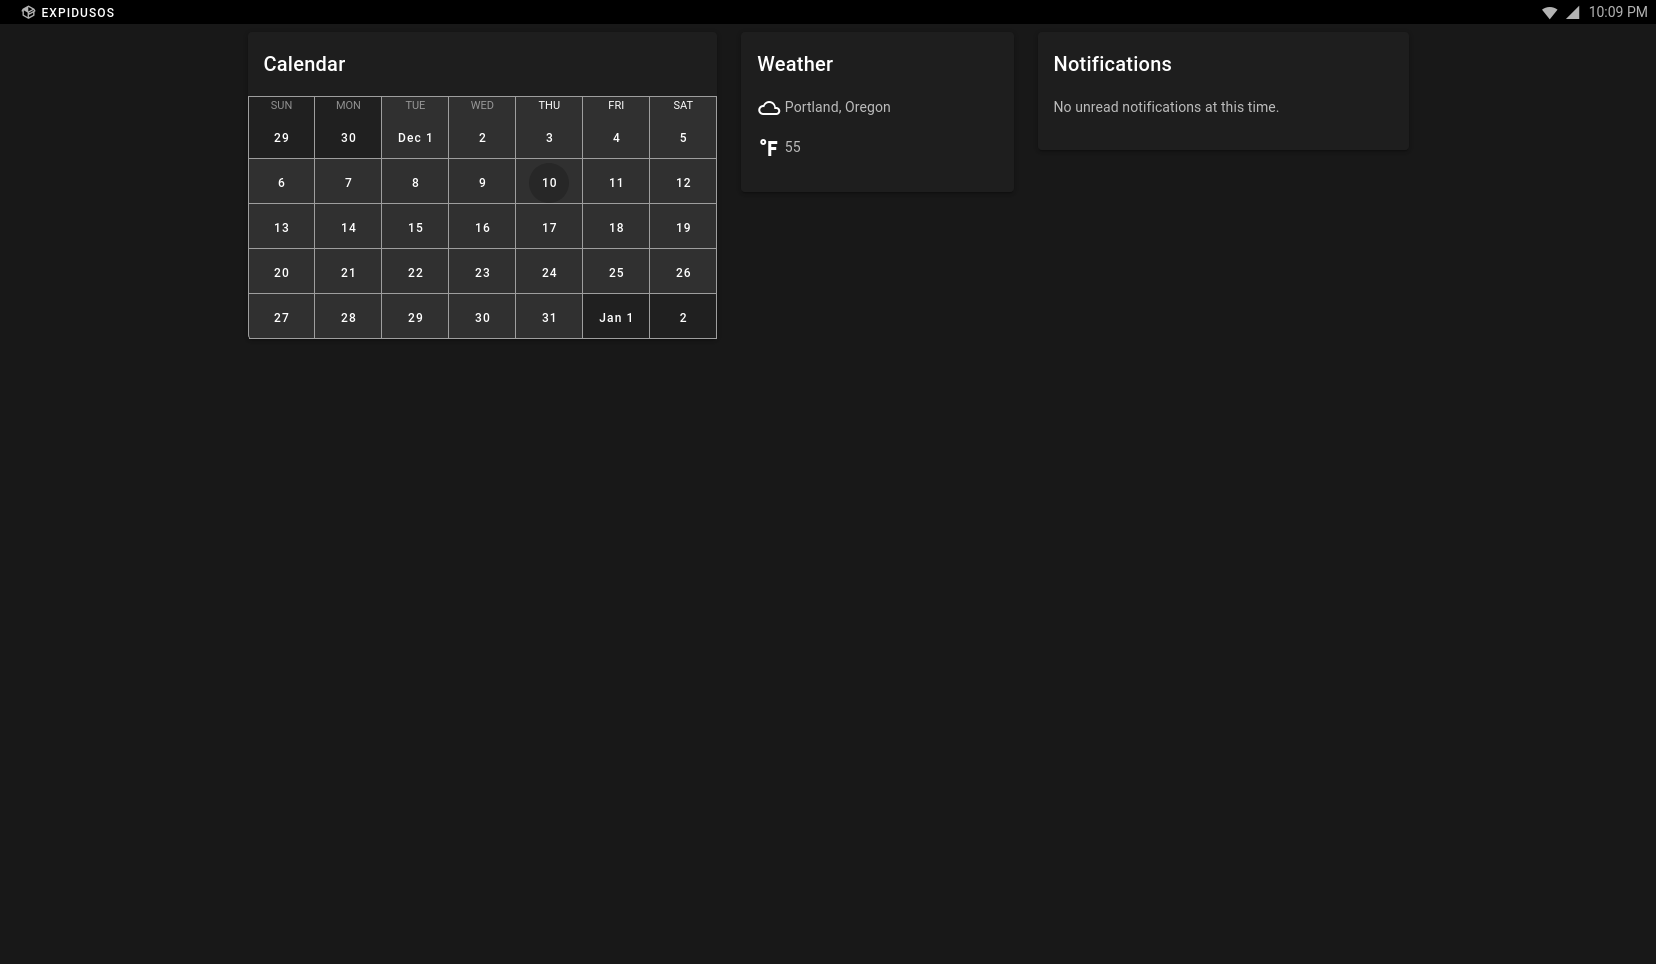 EXPIDUSOS
10:09 PM
Calendar
SUN MON TUE WED THU FRI SAT
29 30 Dec 1 2 3 4 5
6 7 8 9 10 11 12
13 14 15 16 17 18 19
20 21 22 23 24 25 26
27 28 29 30 31 Jan 1 2
Weather
Portland, Oregon
°F 55
Notifications
No unread notifications at this time.